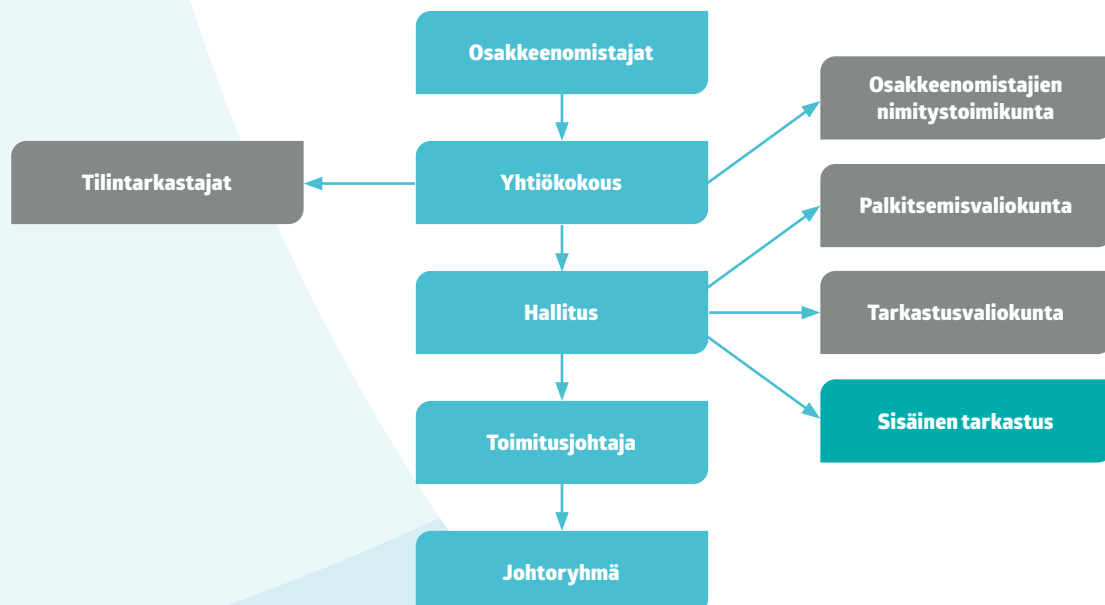 Osakkeenomistajat
Osakkeenomistajien
nimitystoimikunta
Tilintarkastajat
Yhtiökokous
Palkitsemisvaliokunta
Hallitus
Tarkastusvaliokunta
Sisäinen tarkastus
Toimitusjohtaja
Johtoryhmä